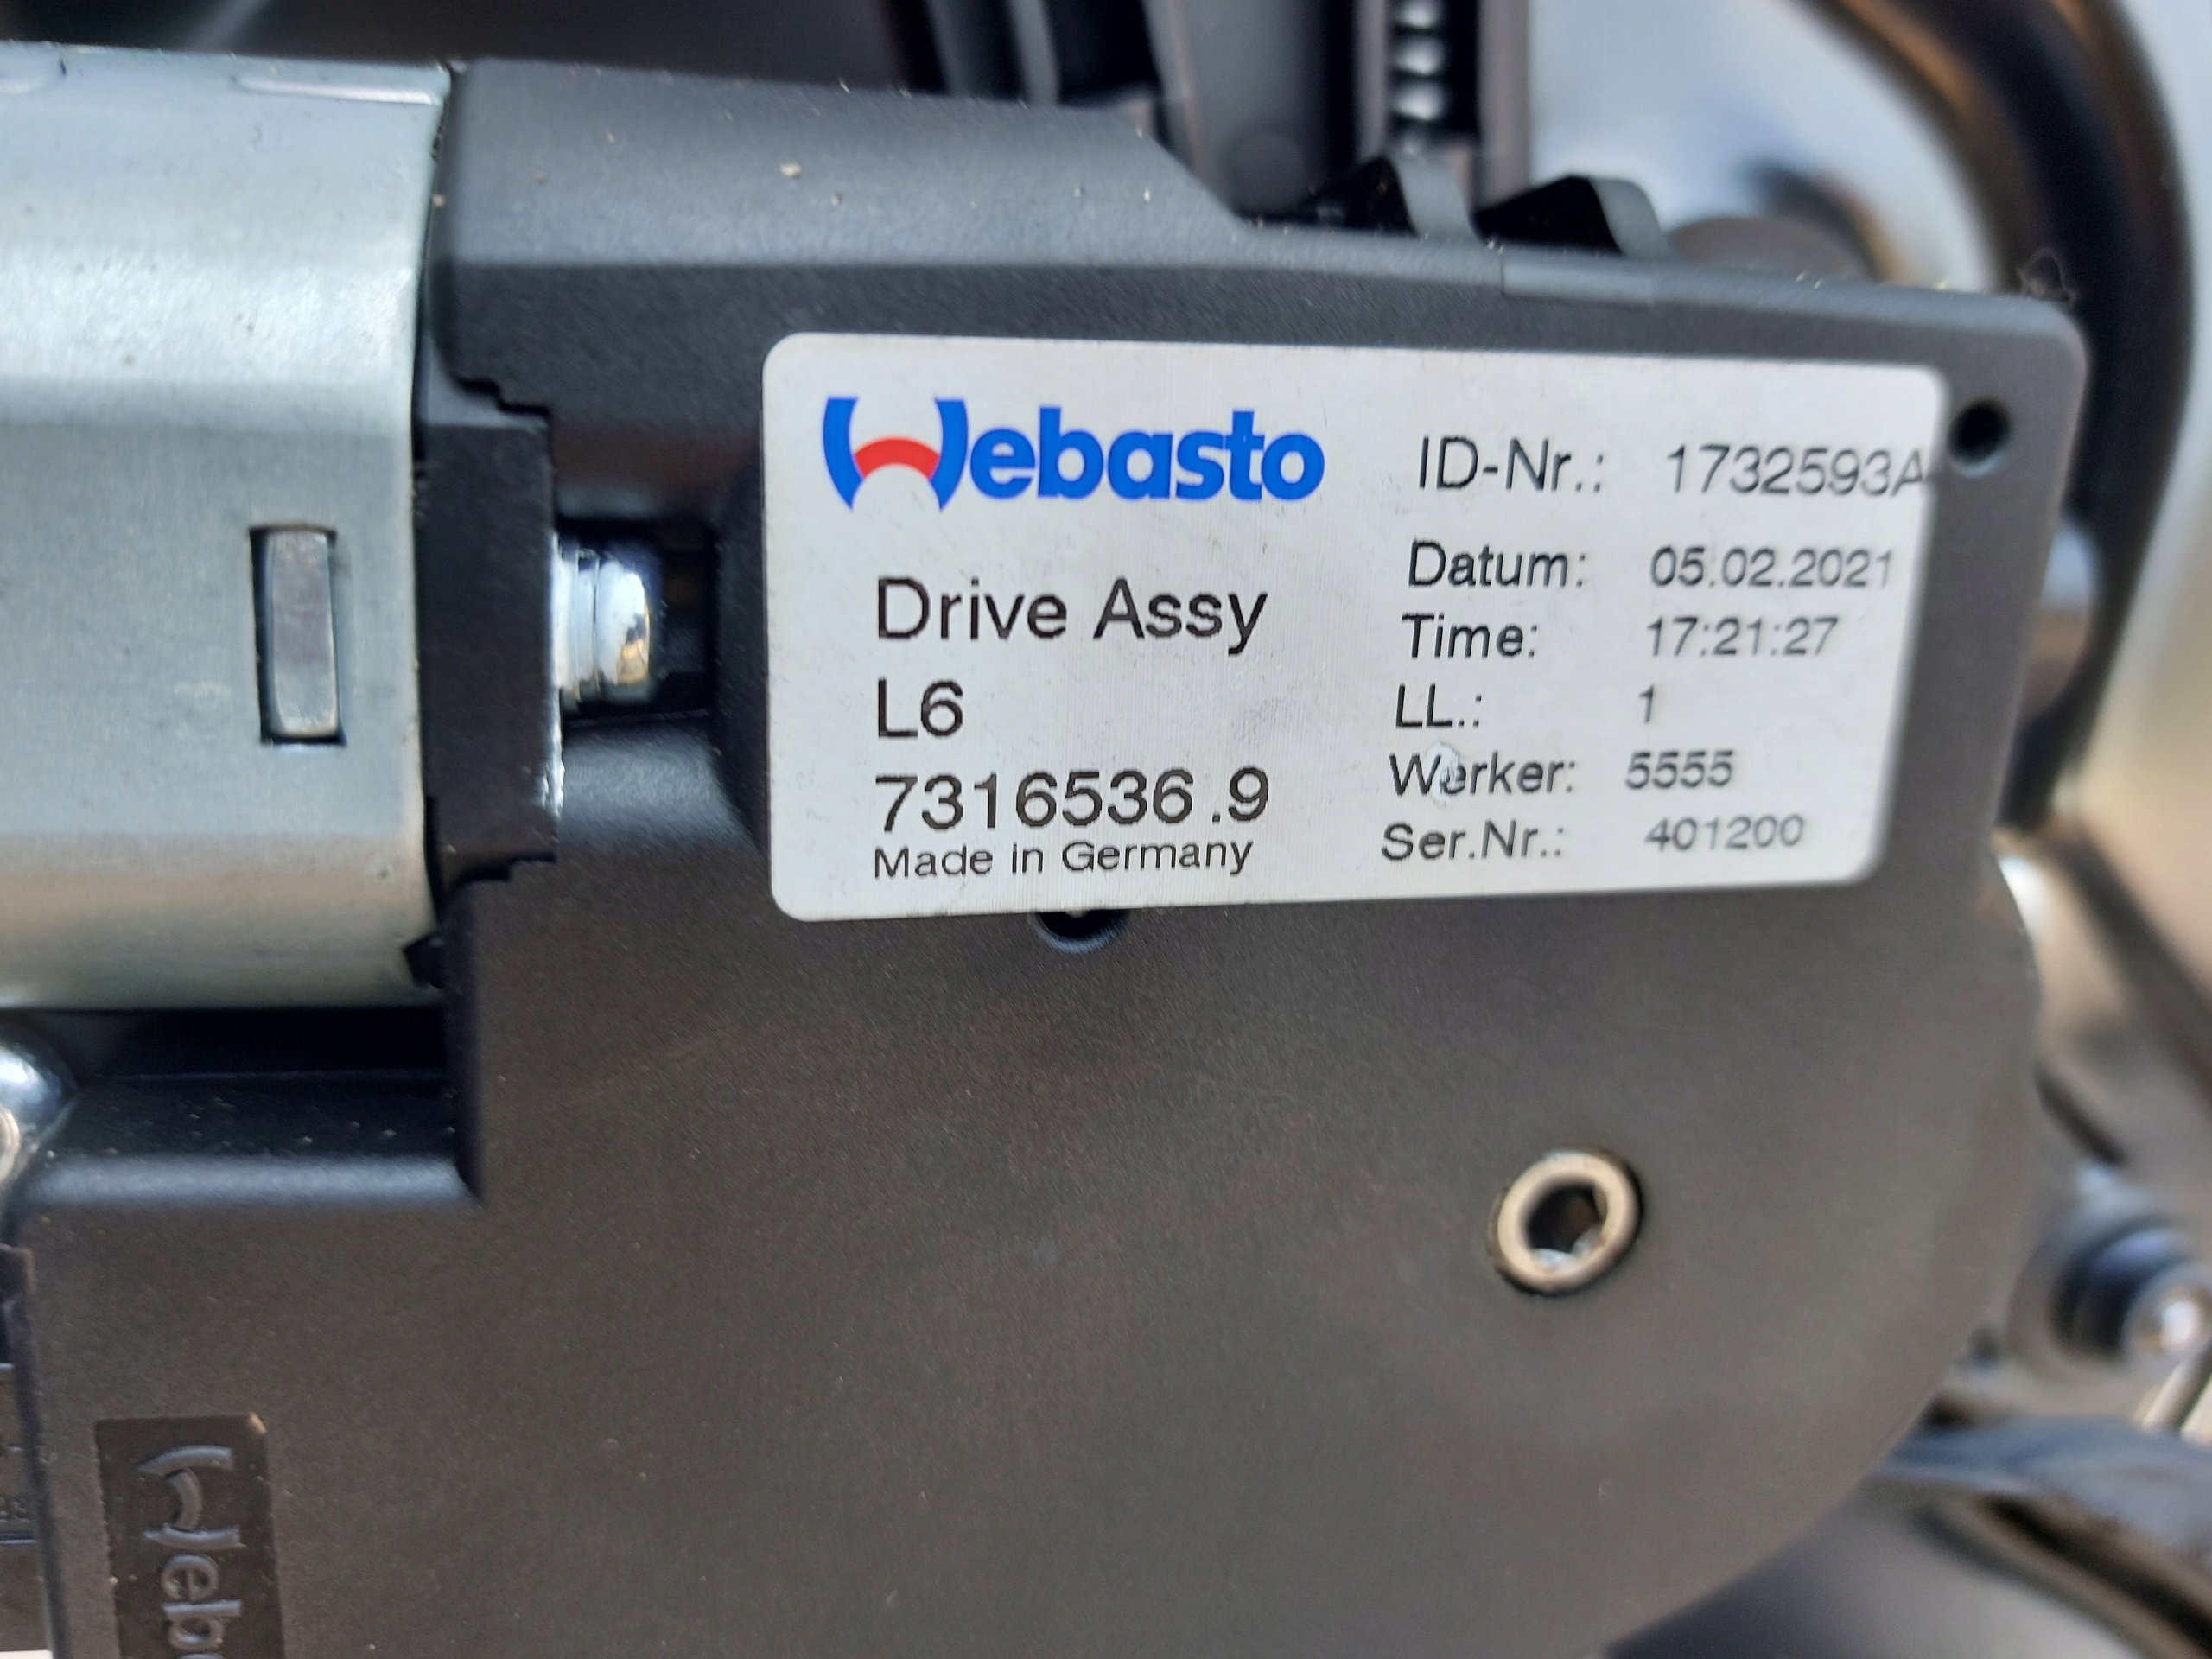 Webasto
Drive Assy
L6
7316536.9
Made in Germany
ID-Nr.: 1732593A
Datum: 05.02.2021
Time: 17:21:27
LL.: 1
Werker: 5555
Ser.Nr.: 401200
Weba